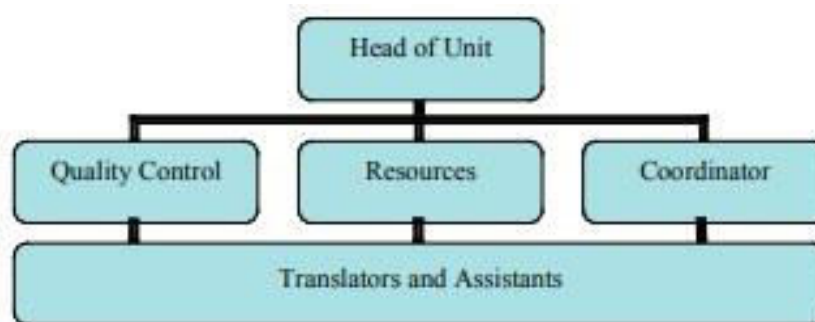 Head of Unit
Quality Control
Resources
Coordinator
Translators and Assistants